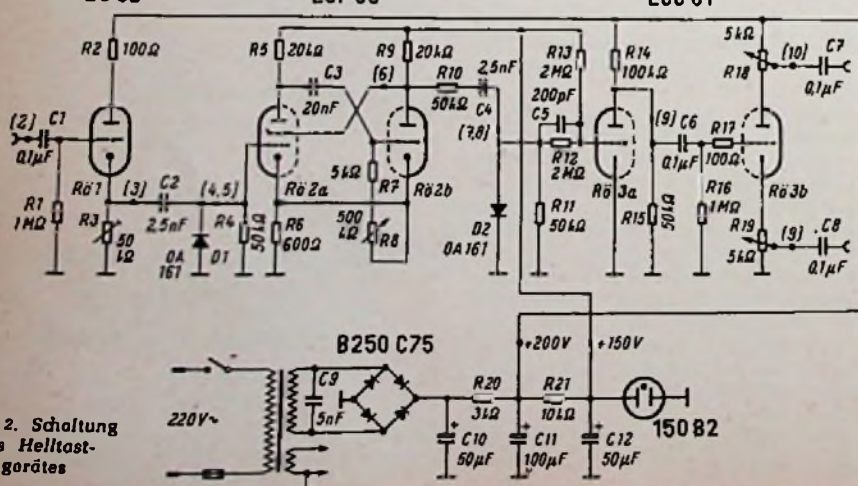 R2
100Ω
R5
20kΩ
C3
20nF
(6)
R9
20kΩ
R10
50kΩ
2,5nF
C4
(7,8)
R13
2MΩ
200pF
C5
R12
2MΩ
R14
100kΩ
(9)
C6
0,1µF
R17
100Ω
5kΩ
R18
(10)
C7
0,1µF
(2)
C1
0,1µF
R1
1MΩ
Rö1
(3)
R3
50
kΩ
C2
2,5nF
(4,5)
OA
161
D1
R4
50kΩ
Rö2a
R6
600Ω
5kΩ
R7
500
kΩ
R8
Rö2b
D2
OA161
R11
50kΩ
Rö3a
R15
50kΩ
R16
1MΩ
Rö3b
R19
5kΩ
(9)
C8
0,1µF
B250 C75
+200V
+150V
220V~
C9
5nF
R20
3kΩ
R21
10kΩ
150B2
C10
50µF
C11
100µF
C12
50µF
2. Schaltung
Helltast-
gerätes